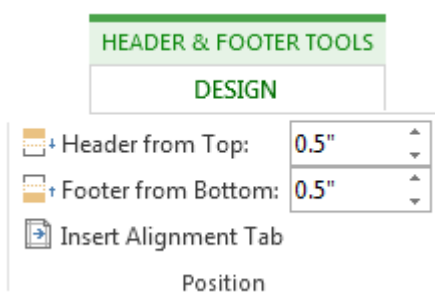 HEADER & FOOTER TOOLS
DESIGN
Header from Top: 0.5"
Footer from Bottom: 0.5"
Insert Alignment Tab
Position